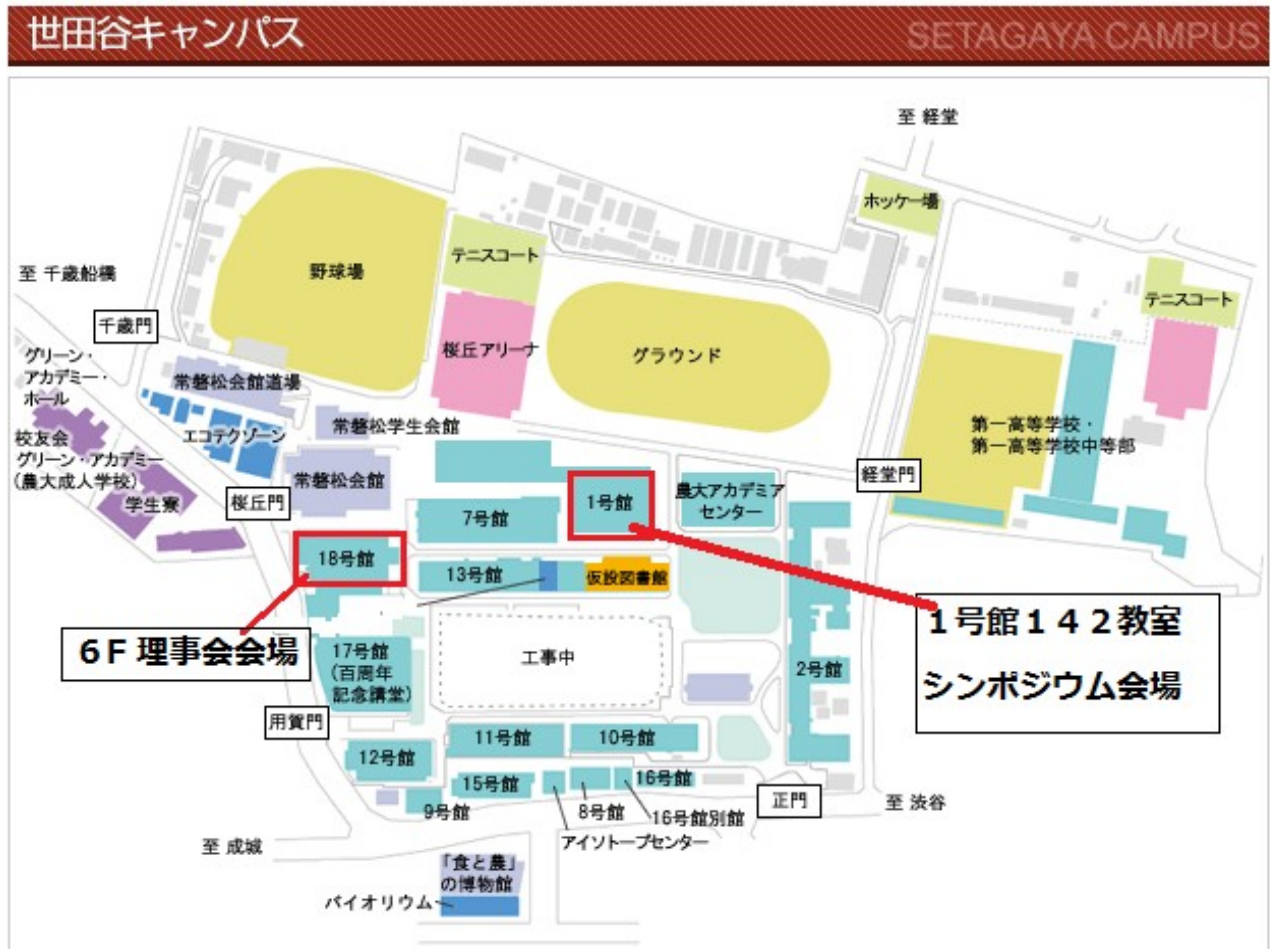 世田谷キャンパス
SETAGAYA CAMPUS
至 経堂
ホッケー場
テニスコート
野球場
至 千歳船橋
テニスコート
千歳門
桜丘アリーナ
グラウンド
グリーン・
アカデミー・
ホール
常磐松会館道場
常磐松学生会館
第一高等学校・
第一高等学校中等部
校友会
グリーン・アカデミー
(農大成人学校)
エコテクゾーン
学生寮
桜丘門
常磐松会館
経堂門
農大アカデミア
センター
1号館
7号館
18号館
13号館
仮設図書館
6F 理事会会場
17号館
(百周年
記念講堂)
工事中
2号館
1号館142教室
シンポジウム会場
用賀門
11号館
10号館
12号館
15号館
16号館
9号館
8号館
16号館別館
アイソトープセンター
正門
至 渋谷
至 成城
「食と農」
の博物館
バイオリウム